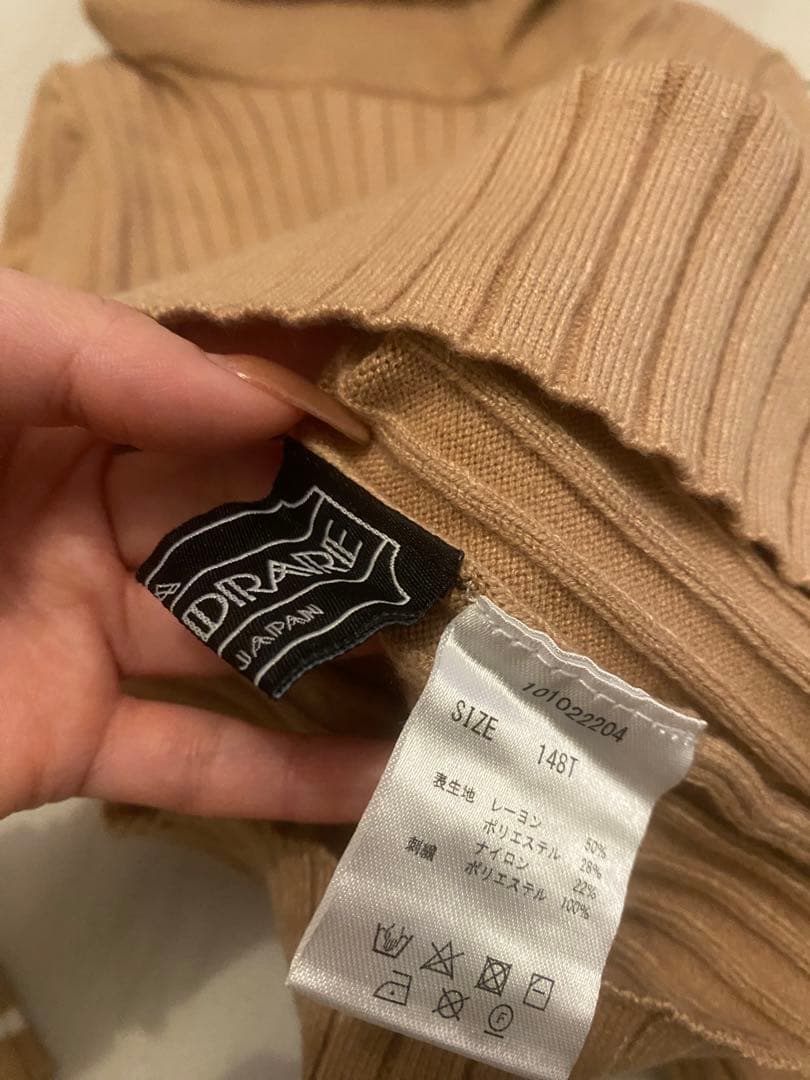 DRARE
JAPAN
101022204
SIZE 148T
表生地 レーヨン 50%
ポリエステル 28%
ナイロン 22%
刺繍 ポリエステル 100%